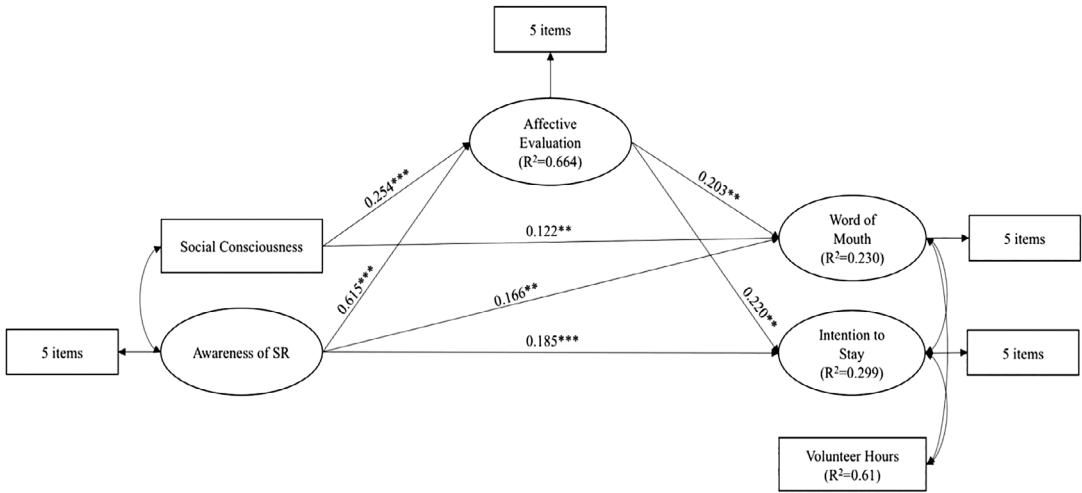 5 items
Affective
Evaluation
(R²=0.664)
0.254***
0.203**
Social Consciousness
0.122**
Word of
Mouth
(R²=0.230)
5 items
0.615***
0.166**
0.220**
5 items
Awareness of SR
0.185***
Intention to
Stay
(R²=0.299)
5 items
Volunteer Hours
(R²=0.61)